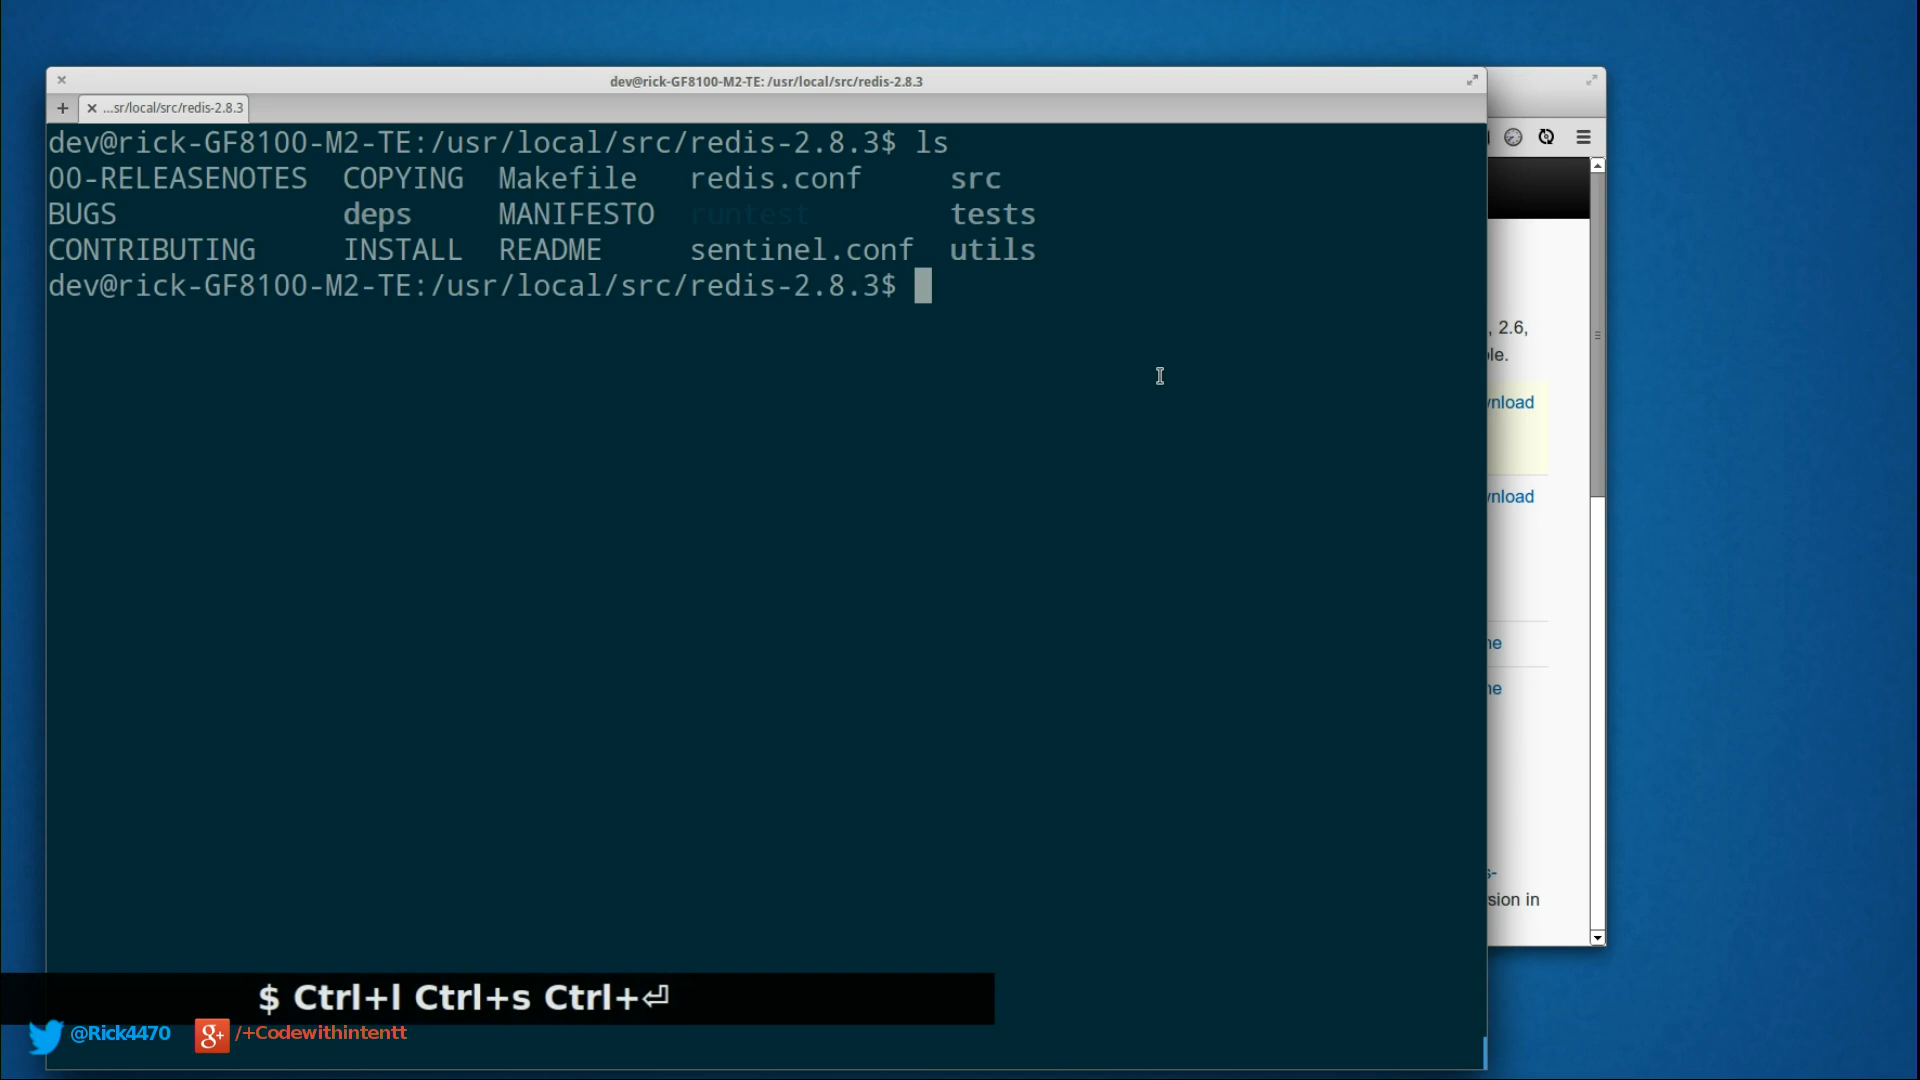 dev@rick-GF8100-M2-TE: /usr/local/src/redis-2.8.3
...sr/local/src/redis-2.8.3
dev@rick-GF8100-M2-TE:/usr/local/src/redis-2.8.3$ ls
00-RELEASENOTES COPYING Makefile redis.conf src
BUGS deps MANIFESTO runtest tests
CONTRIBUTING INSTALL README sentinel.conf utils
dev@rick-GF8100-M2-TE:/usr/local/src/redis-2.8.3$
, 2.6,
le.
nload
nload
ne
ne
s-
sion in
$ Ctrl+l Ctrl+s Ctrl+⏎
@Rick4470 g+ /+Codewithintentt